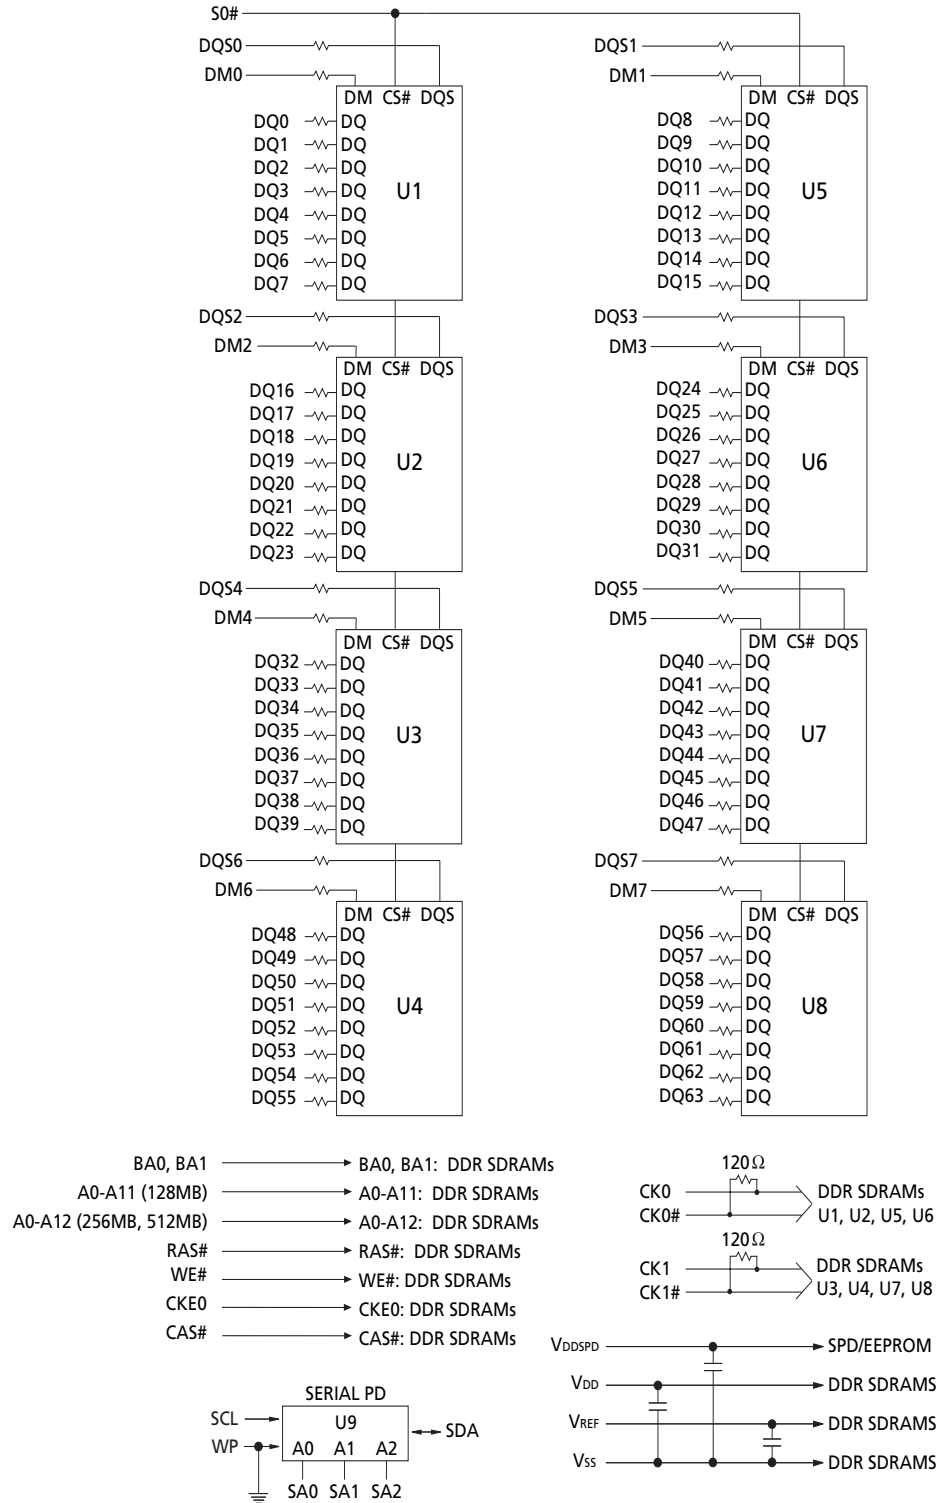 S0#
DQS0
DM0
DM CS# DQS
DQ0 DQ
DQ1 DQ
DQ2 DQ
DQ3 DQ
DQ4 DQ
DQ5 DQ
DQ6 DQ
DQ7 DQ
U1
DQS1
DM1
DM CS# DQS
DQ8 DQ
DQ9 DQ
DQ10 DQ
DQ11 DQ
DQ12 DQ
DQ13 DQ
DQ14 DQ
DQ15 DQ
U5
DQS2
DM2
DM CS# DQS
DQ16 DQ
DQ17 DQ
DQ18 DQ
DQ19 DQ
DQ20 DQ
DQ21 DQ
DQ22 DQ
DQ23 DQ
U2
DQS3
DM3
DM CS# DQS
DQ24 DQ
DQ25 DQ
DQ26 DQ
DQ27 DQ
DQ28 DQ
DQ29 DQ
DQ30 DQ
DQ31 DQ
U6
DQS4
DM4
DM CS# DQS
DQ32 DQ
DQ33 DQ
DQ34 DQ
DQ35 DQ
DQ36 DQ
DQ37 DQ
DQ38 DQ
DQ39 DQ
U3
DQS5
DM5
DM CS# DQS
DQ40 DQ
DQ41 DQ
DQ42 DQ
DQ43 DQ
DQ44 DQ
DQ45 DQ
DQ46 DQ
DQ47 DQ
U7
DQS6
DM6
DM CS# DQS
DQ48 DQ
DQ49 DQ
DQ50 DQ
DQ51 DQ
DQ52 DQ
DQ53 DQ
DQ54 DQ
DQ55 DQ
U4
DQS7
DM7
DM CS# DQS
DQ56 DQ
DQ57 DQ
DQ58 DQ
DQ59 DQ
DQ60 DQ
DQ61 DQ
DQ62 DQ
DQ63 DQ
U8
BA0, BA1 BA0, BA1: DDR SDRAMs
A0-A11 (128MB) A0-A11: DDR SDRAMs
A0-A12 (256MB, 512MB) A0-A12: DDR SDRAMs
RAS# RAS#: DDR SDRAMs
WE# WE#: DDR SDRAMs
CKE0 CKE0: DDR SDRAMs
CAS# CAS#: DDR SDRAMs
120Ω
CK0 DDR SDRAMs
CK0# U1, U2, U5, U6
120Ω
CK1 DDR SDRAMs
CK1# U3, U4, U7, U8
VDDSPD SPD/EEPROM
VDD DDR SDRAMS
VREF DDR SDRAMS
VSS DDR SDRAMS
SERIAL PD
SCL U9 SDA
WP A0 A1 A2
SA0 SA1 SA2